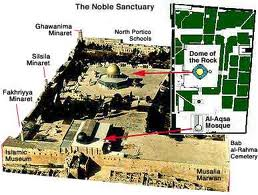 The Noble Sanctuary
Ghawanima
Minaret
North Portico
Schools
Silsila
Minaret
Dome of
the Rock
Fakhriyya
Minaret
Al-Aqsa
Mosque
Islamic
Museum
Musalla
Marwan
Bab
al-Rahma
Cemetery